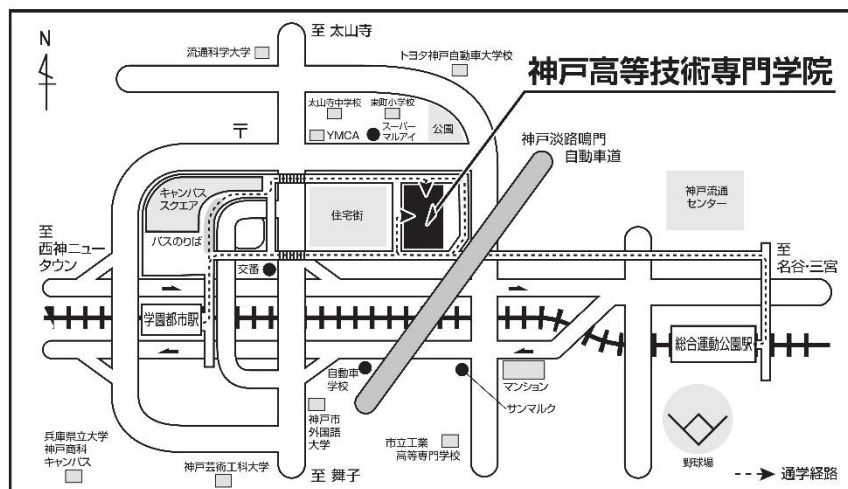 N
至 太山寺
流通科学大学
トヨタ神戸自動車大学校
神戸高等技術専門学院
太山寺中学校
東町小学校
〒
YMCA
スーパー
マルアイ
公園
神戸淡路鳴門
自動車道
キャンパス
スクエア
住宅街
神戸流通
センター
バスのりば
至
西神ニュー
タウン
至
名谷・三宮
交番
学園都市駅
総合運動公園駅
自動車
学校
マンション
サンマルク
神戸市
外国語
大学
兵庫県立大学
神戸商科
キャンパス
神戸芸術工科大学
至 舞子
市立工業
高等専門学校
野球場
通学経路